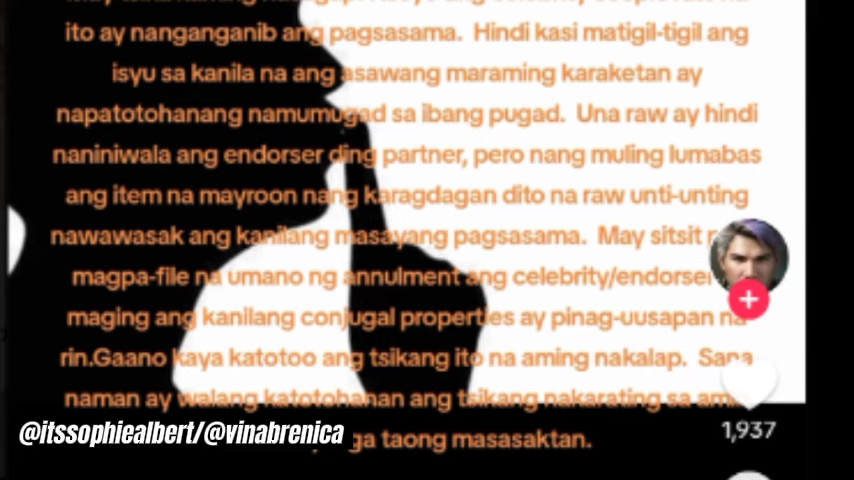 ito ay nanganganib ang pagsasama. Hindi kasi matigil-tigil ang
isyu sa kanila na ang asawang maraming karaketan ay
napatotohanang namumugad sa ibang pugad. Una raw ay hindi
naniniwala ang endorser ding partner, pero nang muling lumabas
ang item na mayroon nang karagdagan dito na raw unti-unting
nawawasak ang kanilang masayang pagsasama. May sitsit
magpa-file na umano ng annulment ang celebrity/endorser
maging ang kanilang conjugal properties ay pinag-uusapan na
rin.Gaano kaya katotoo ang tsikang ito na aming nakalap. Sana
naman ay walang katotohanan ang tsikang nakarating sa amin
@itssophiealbert/@vinabrenica
ga taong masasaktan.
1,937